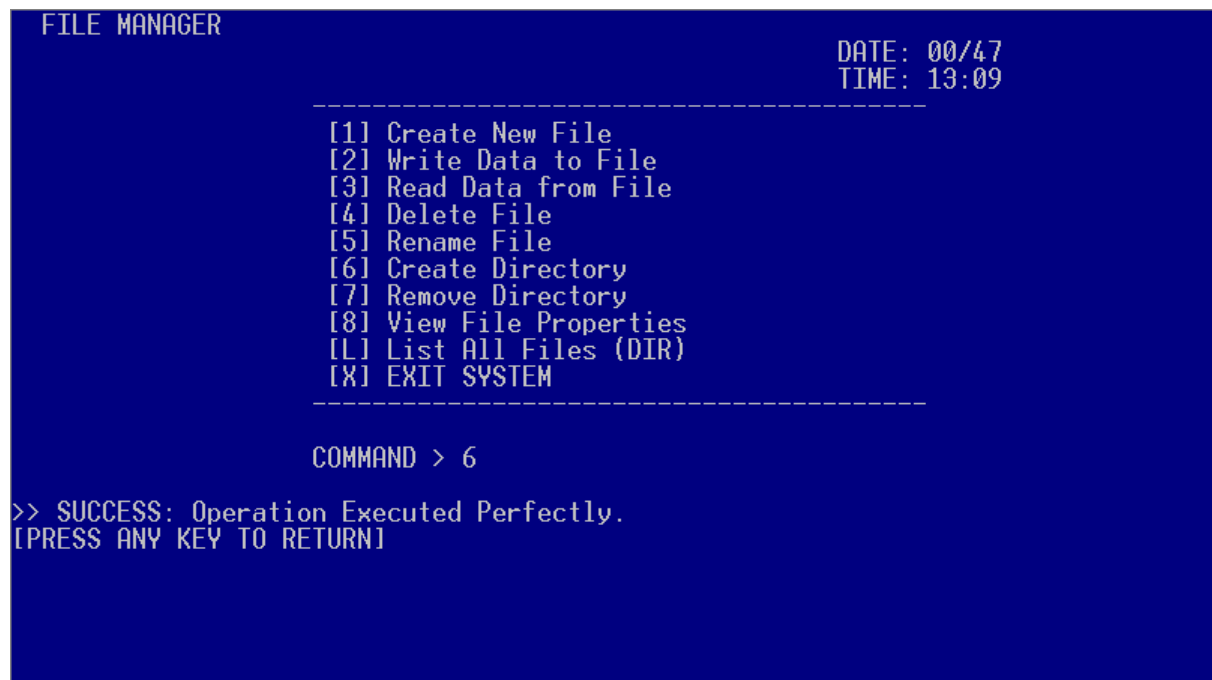 FILE MANAGER
DATE: 00/47
TIME: 13:09
-----------------------------------------
[1] Create New File
[2] Write Data to File
[3] Read Data from File
[4] Delete File
[5] Rename File
[6] Create Directory
[7] Remove Directory
[8] View File Properties
[L] List All Files (DIR)
[X] EXIT SYSTEM
-----------------------------------------
COMMAND > 6
>> SUCCESS: Operation Executed Perfectly.
[PRESS ANY KEY TO RETURN]